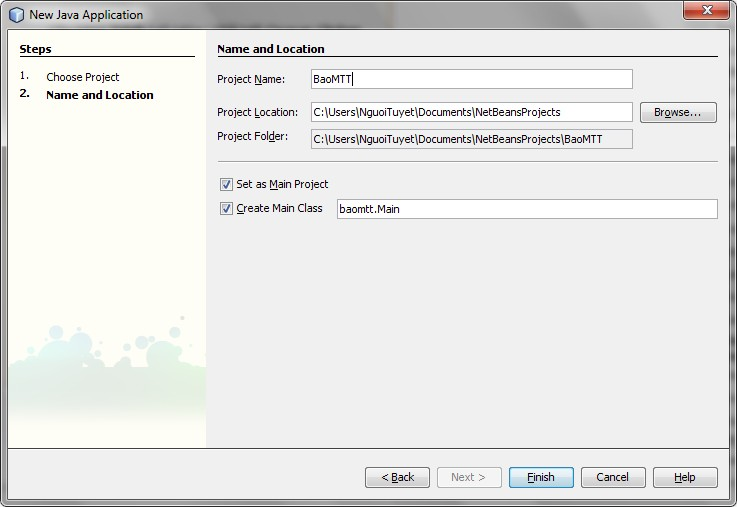 New Java Application
Steps
1. Choose Project
2. Name and Location
Name and Location
Project Name: BaoMTT
Project Location: C:\Users\NguoiTuyet\Documents\NetBeansProjects Browse...
Project Folder: C:\Users\NguoiTuyet\Documents\NetBeansProjects\BaoMTT
Set as Main Project
Create Main Class baomtt.Main
< Back Next > Finish Cancel Help